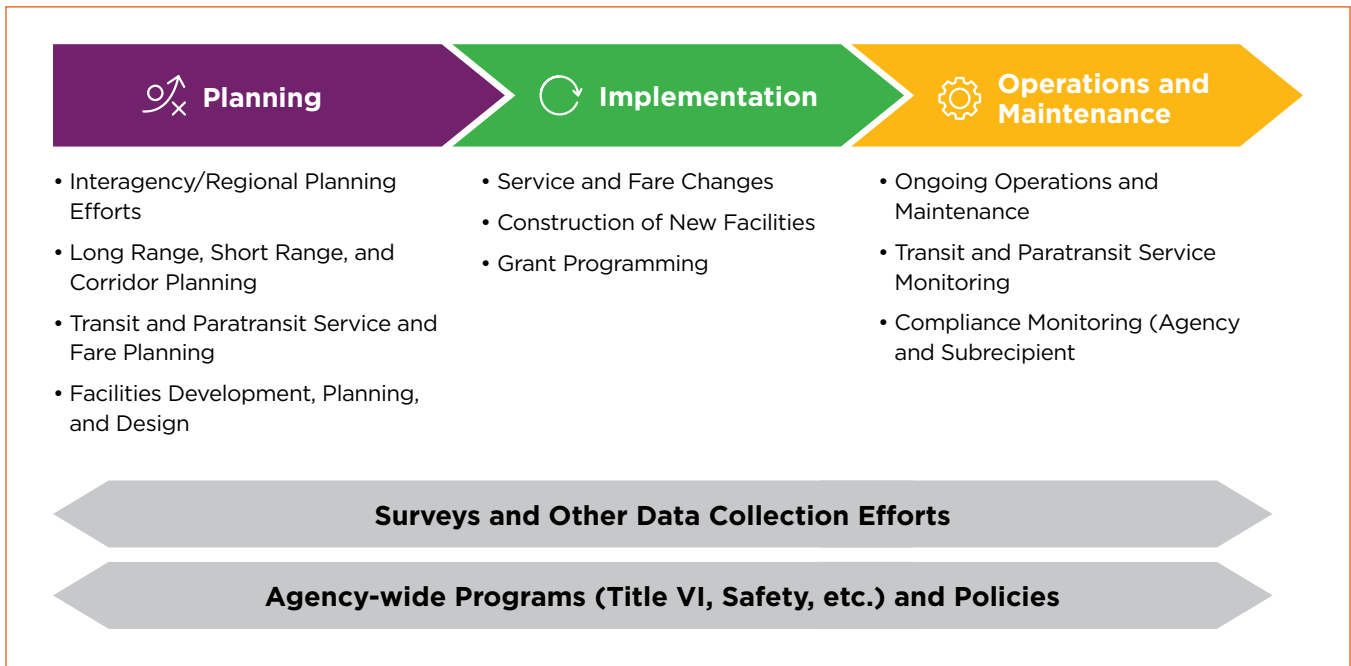 Planning
Implementation
Operations and
Maintenance
• Interagency/Regional Planning
Efforts
• Long Range, Short Range, and
Corridor Planning
• Transit and Paratransit Service and
Fare Planning
• Facilities Development, Planning,
and Design
• Service and Fare Changes
• Construction of New Facilities
• Grant Programming
• Ongoing Operations and
Maintenance
• Transit and Paratransit Service
Monitoring
• Compliance Monitoring (Agency
and Subrecipient
Surveys and Other Data Collection Efforts
Agency-wide Programs (Title VI, Safety, etc.) and Policies